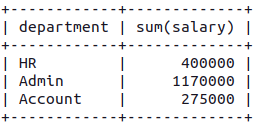 +------------+-------------+
| department | sum(salary) |
+------------+-------------+
| HR         |      400000 |
| Admin      |     1170000 |
| Account    |      275000 |
+------------+-------------+